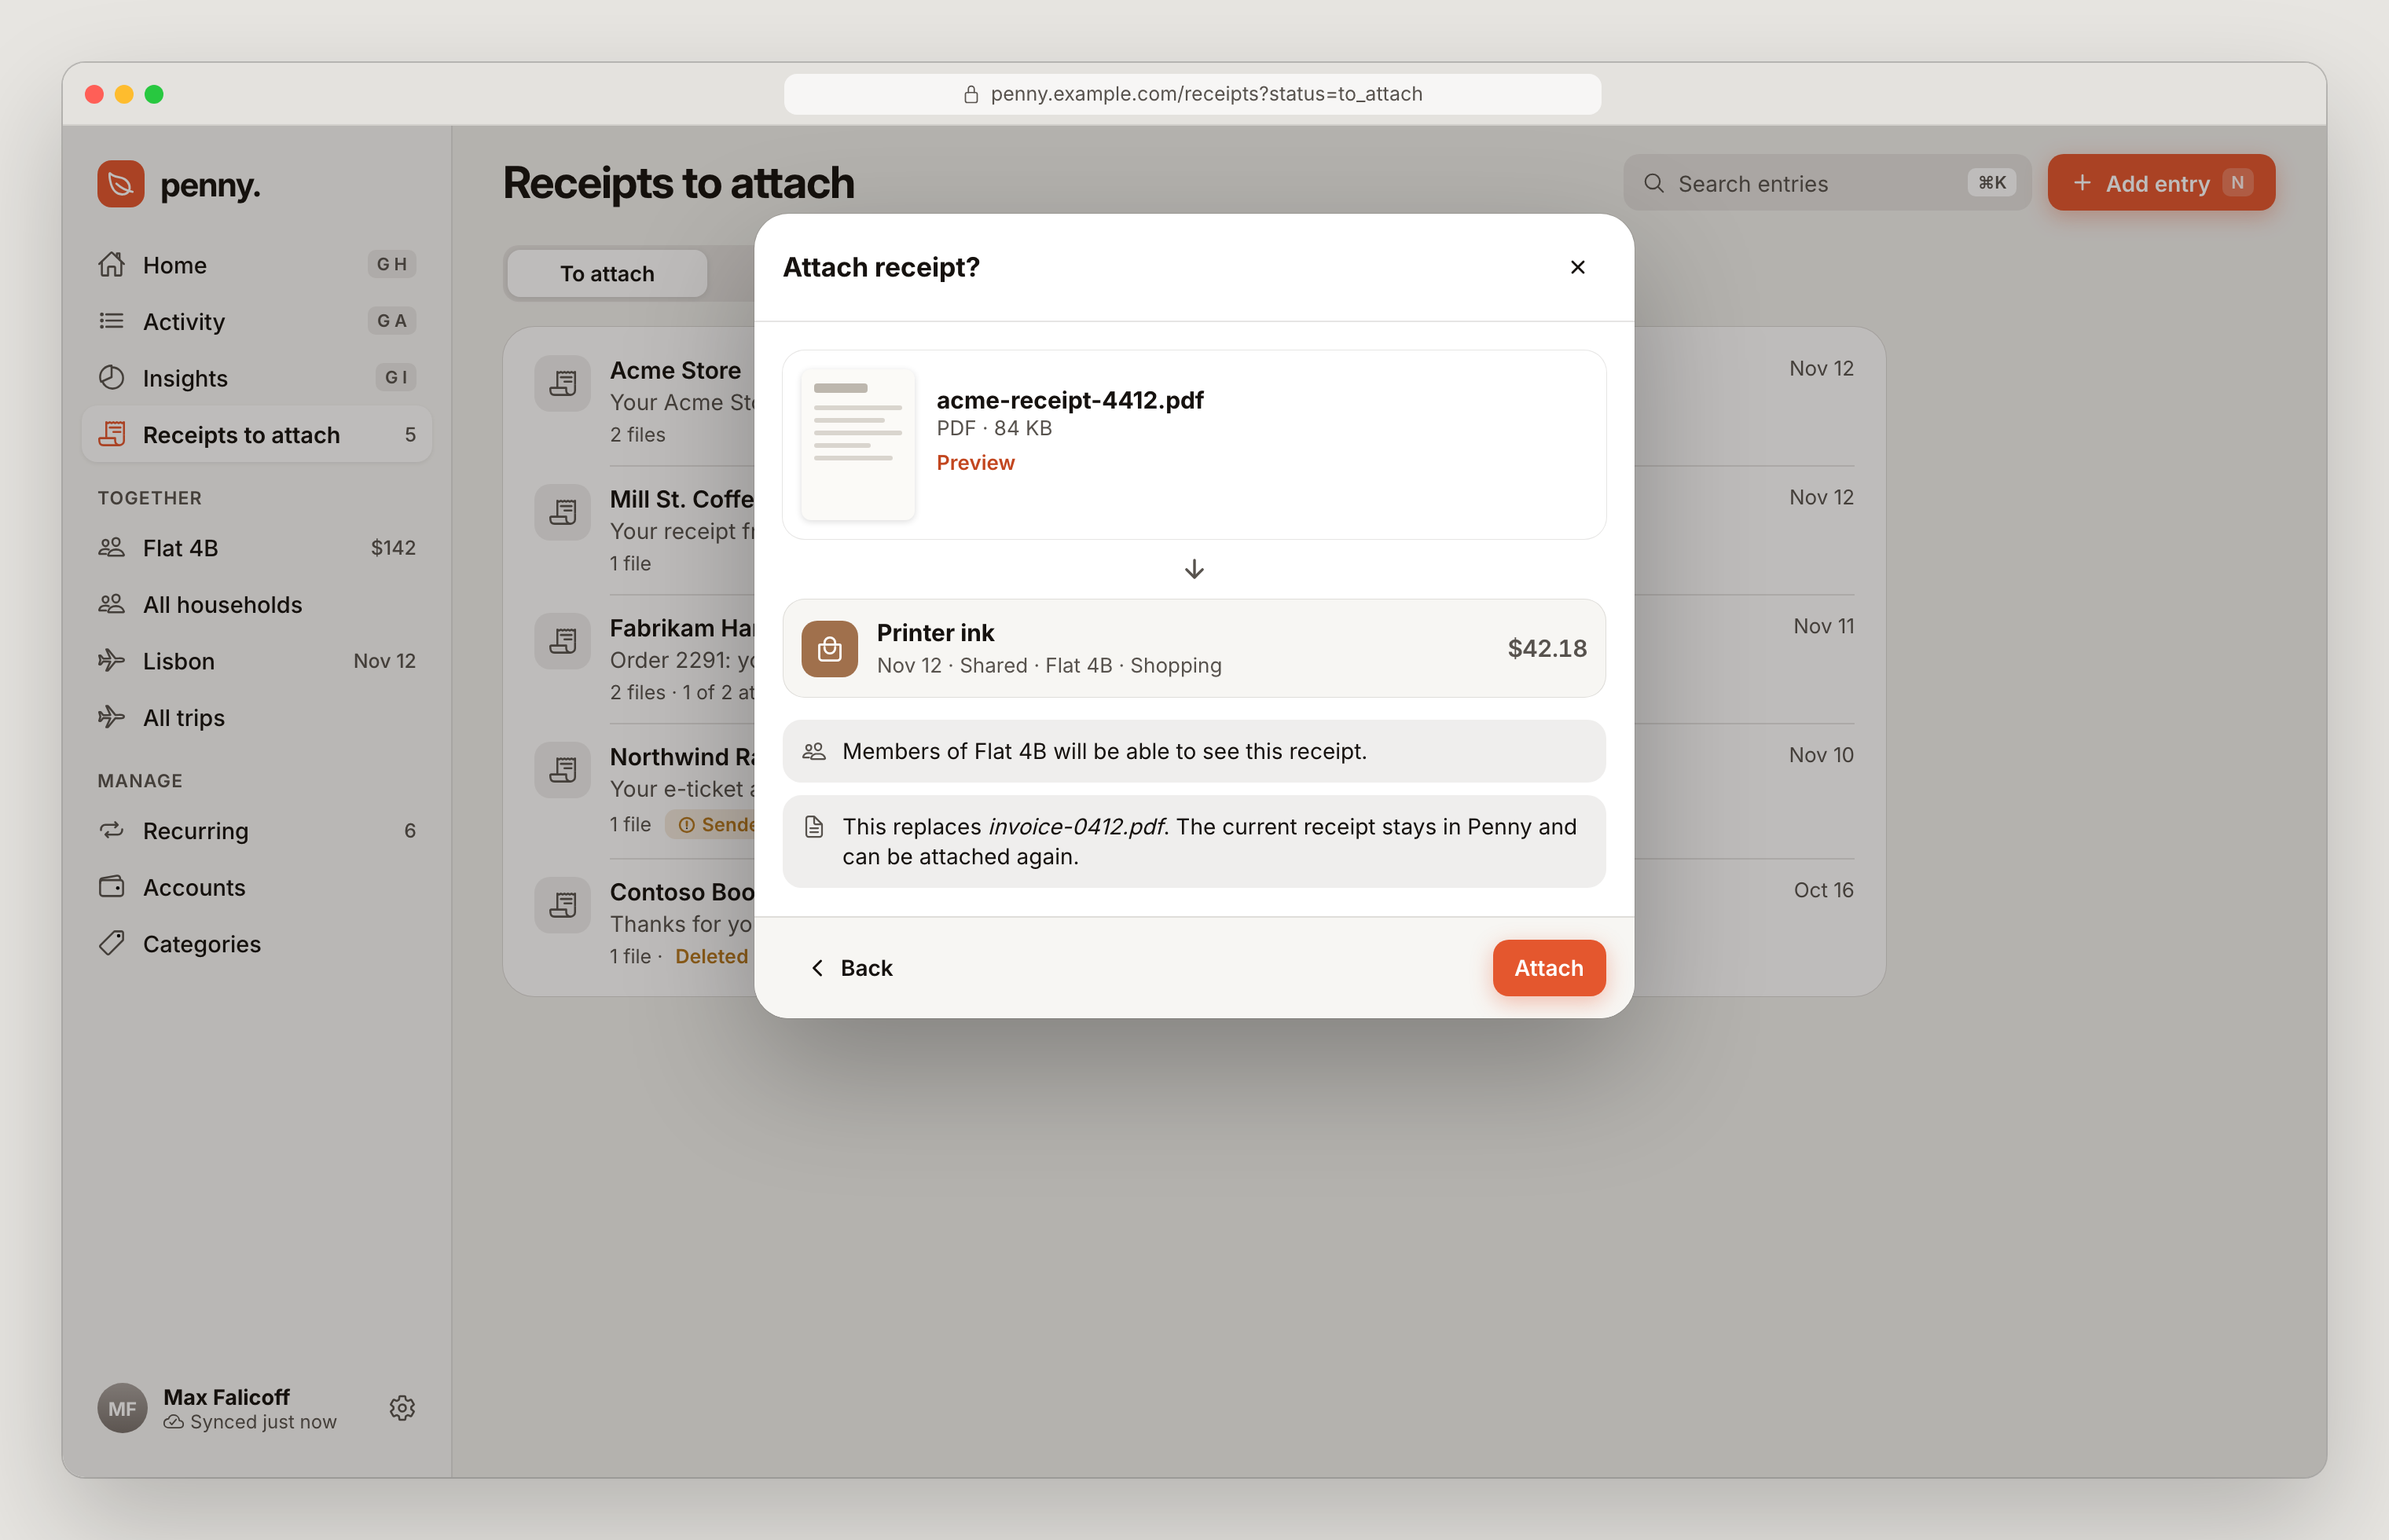 penny.example.com/receipts?status=to_attach
penny.
Home G H
Activity G A
Insights G I
Receipts to attach 5
TOGETHER
Flat 4B $142
All households
Lisbon Nov 12
All trips
MANAGE
Recurring 6
Accounts
Categories
MF
Max Falicoff
Synced just now
Receipts to attach
Search entries ⌘K
+ Add entry N
To attach
Acme Store
Nov 12
Your Acme
2 files
Mill St.
Nov 12
Your receipt
1 file
Fabrikam
Nov 11
Order 2291:
2 files · 1 of 2
Northwind
Nov 10
Your e-ticket
1 file
Contoso
Oct 16
Thanks for
1 file · Deleted
Attach receipt?
acme-receipt-4412.pdf
PDF · 84 KB
Preview
Printer ink
Nov 12 · Shared · Flat 4B · Shopping
$42.18
Members of Flat 4B will be able to see this receipt.
This replaces invoice-0412.pdf. The current receipt stays in Penny and
can be attached again.
Back
Attach